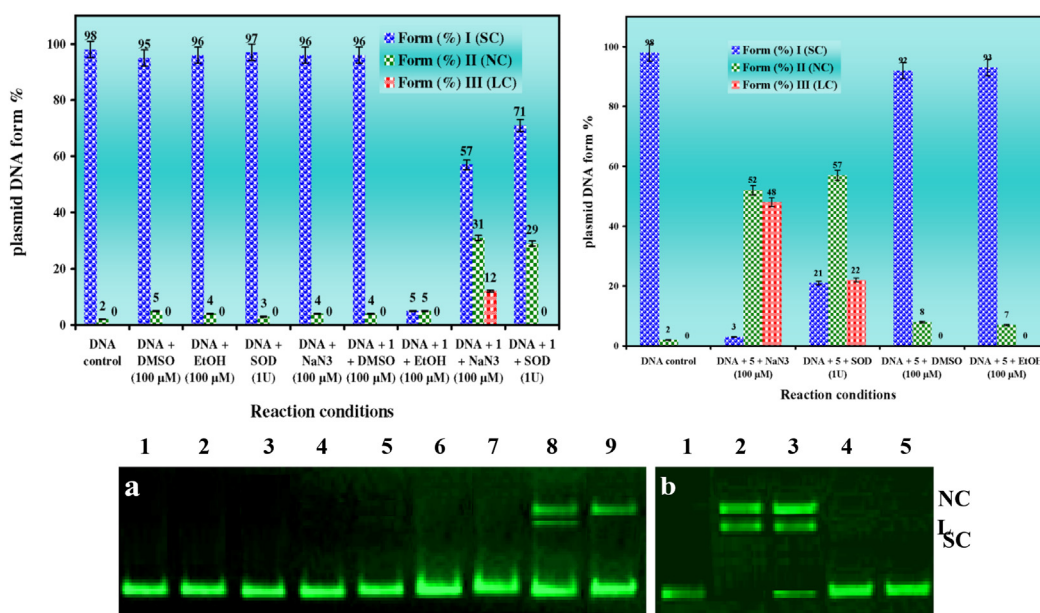 98
95
96
97
96
96
5 5
57
31
12
71
29
2 0
5 0
4 0
3 0
4 0
4 0
0
0
Form (%) I (SC)
Form (%) II (NC)
Form (%) III (LC)
100
80
60
40
20
0
plasmid DNA form %
DNA control
DNA + DMSO (100 µM)
DNA + EtOH (100 µM)
DNA + SOD (1U)
DNA + NaN3 (100 µM)
DNA + 1 + DMSO (100 µM)
DNA + 1 + EtOH (100 µM)
DNA + 1 + NaN3 (100 µM)
DNA + 1 + SOD (1U)
Reaction conditions
98
2 0
3
52
48
21
57
22
92
8
0
93
7
0
Form (%) I (SC)
Form (%) II (NC)
Form (%) III (LC)
100
80
60
40
20
0
plasmid DNA form %
DNA control
DNA + 5 + NaN3 (100 µM)
DNA + 5 + SOD (1U)
DNA + 5 + DMSO (100 µM)
DNA + 5 + EtOH (100 µM)
Reaction conditions
1 2 3 4 5 6 7 8 9
a
1 2 3 4 5
b
NC
L
SC